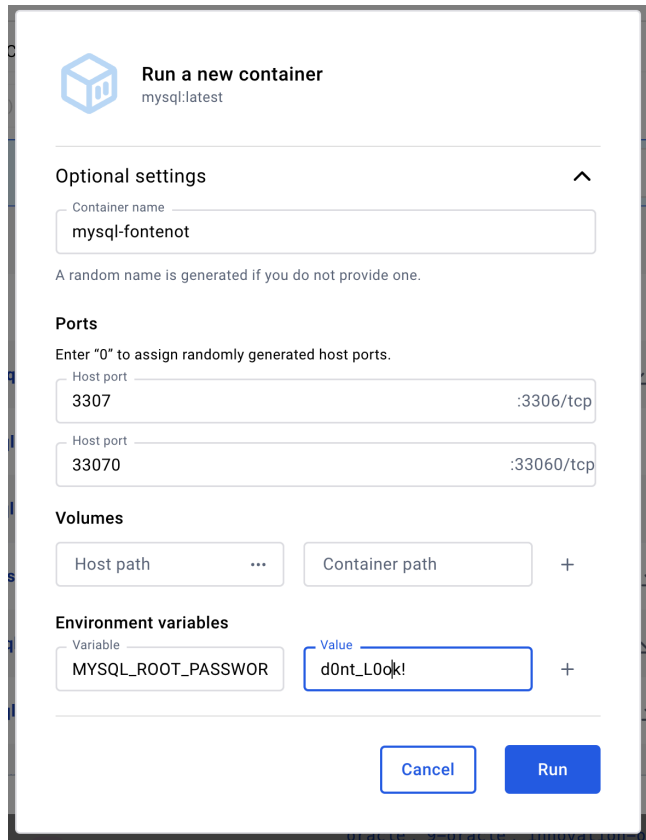 Run a new container
mysql:latest
Optional settings
Container name
mysql-fontenot
A random name is generated if you do not provide one.
Ports
Enter “0” to assign randomly generated host ports.
Host port
3307 :3306/tcp
Host port
33070 :33060/tcp
Volumes
Host path ... Container path +
Environment variables
Variable Value
MYSQL_ROOT_PASSWOR d0nt_L0ok! +
Cancel Run